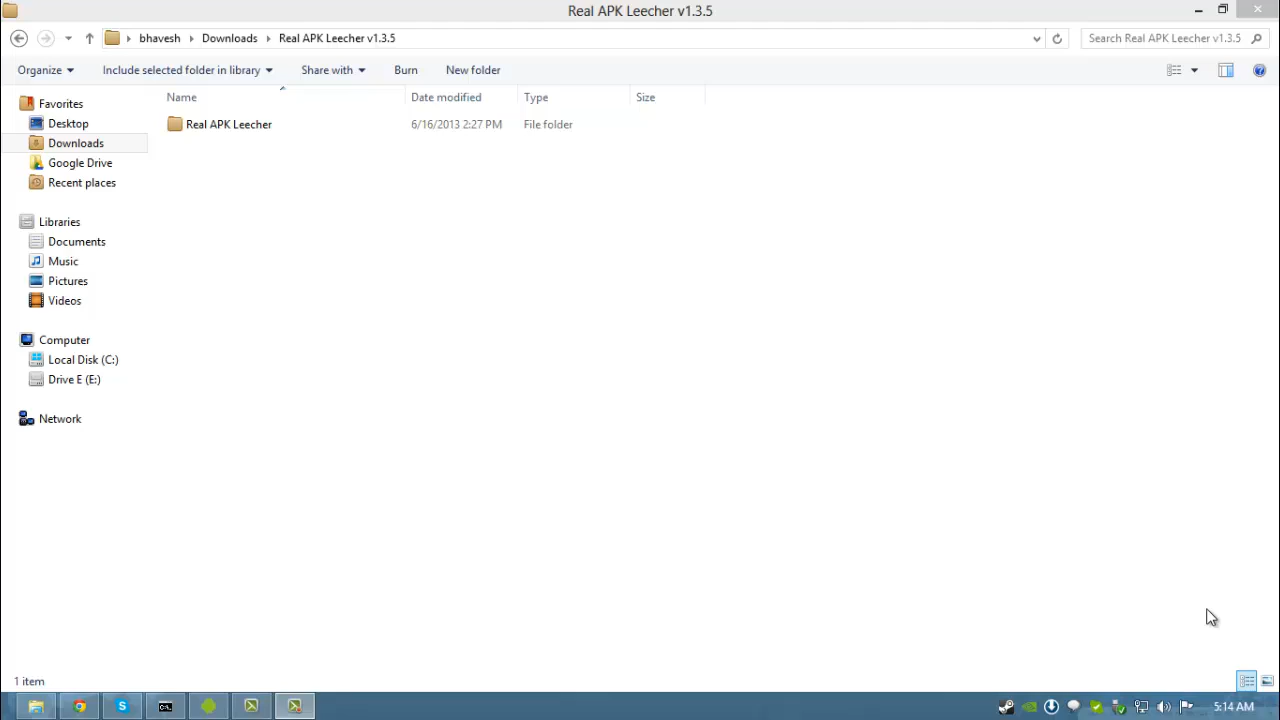 Real APK Leecher v1.3.5
bhavesh Downloads Real APK Leecher v1.3.5 Search Real APK Leecher v1.3.5
Organize Include selected folder in library Share with Burn New folder
Name Date modified Type Size
Real APK Leecher 6/16/2013 2:27 PM File folder
Favorites
Desktop
Downloads
Google Drive
Recent places
Libraries
Documents
Music
Pictures
Videos
Computer
Local Disk (C:)
Drive E (E:)
Network
1 item
5:14 AM